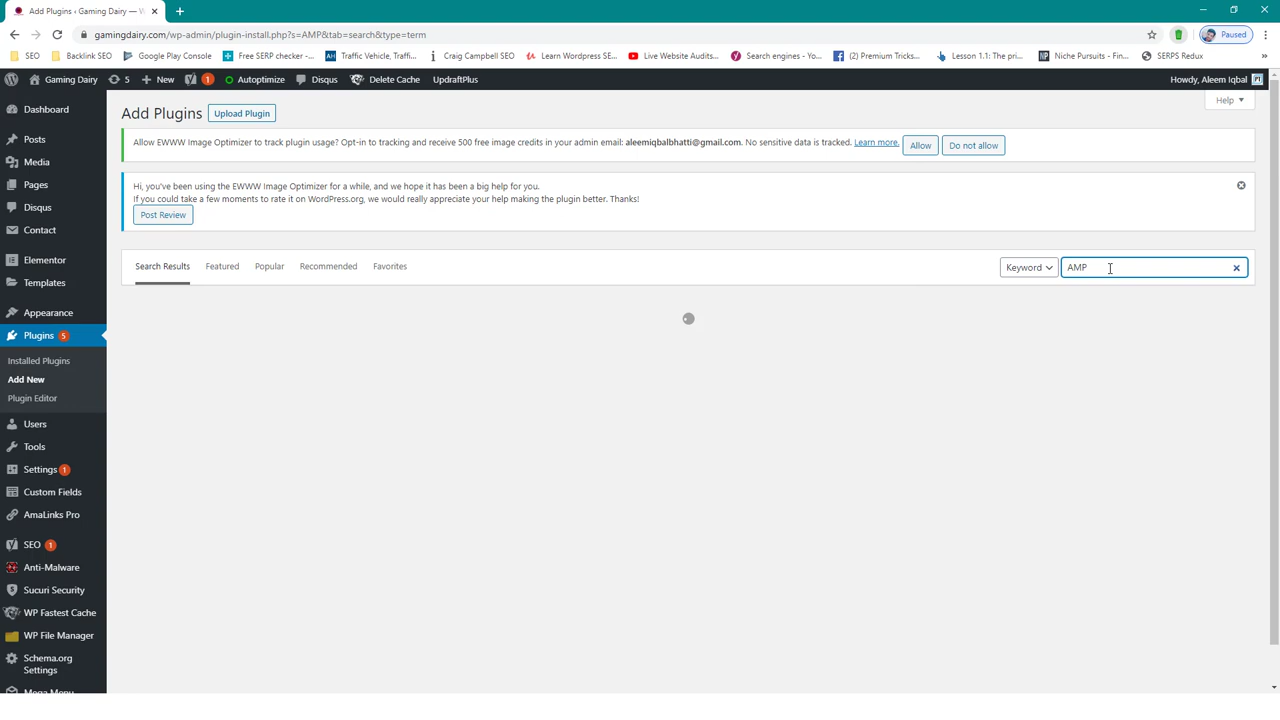 Add Plugins ‹ Gaming Dairy — W
gamingdairy.com/wp-admin/plugin-install.php?s=AMP&tab=search&type=term
Paused
SEO
Backlink SEO
Google Play Console
Free SERP checker -...
Traffic Vehicle, Traffi...
Craig Campbell SEO
Learn Wordpress SE...
Live Website Audits...
Search engines - Yo...
(2) Premium Tricks...
Lesson 1.1: The pri...
Niche Pursuits - Fin...
SERPS Redux
Gaming Dairy
5
New
1
Autoptimize
Disqus
Delete Cache
UpdraftPlus
Howdy, Aleem Iqbal
Dashboard
Posts
Media
Pages
Disqus
Contact
Elementor
Templates
Appearance
Plugins 5
Installed Plugins
Add New
Plugin Editor
Users
Tools
Settings 1
Custom Fields
AmaLinks Pro
SEO 1
Anti-Malware
Sucuri Security
WP Fastest Cache
WP File Manager
Schema.org
Settings
Mega Menu
Add Plugins
Upload Plugin
Help
Allow EWWW Image Optimizer to track plugin usage? Opt-in to tracking and receive 500 free image credits in your admin email: aleemiqbalbhatti@gmail.com. No sensitive data is tracked. Learn more.
Allow
Do not allow
Hi, you've been using the EWWW Image Optimizer for a while, and we hope it has been a big help for you.
If you could take a few moments to rate it on WordPress.org, we would really appreciate your help making the plugin better. Thanks!
Post Review
Search Results
Featured
Popular
Recommended
Favorites
Keyword
AMP